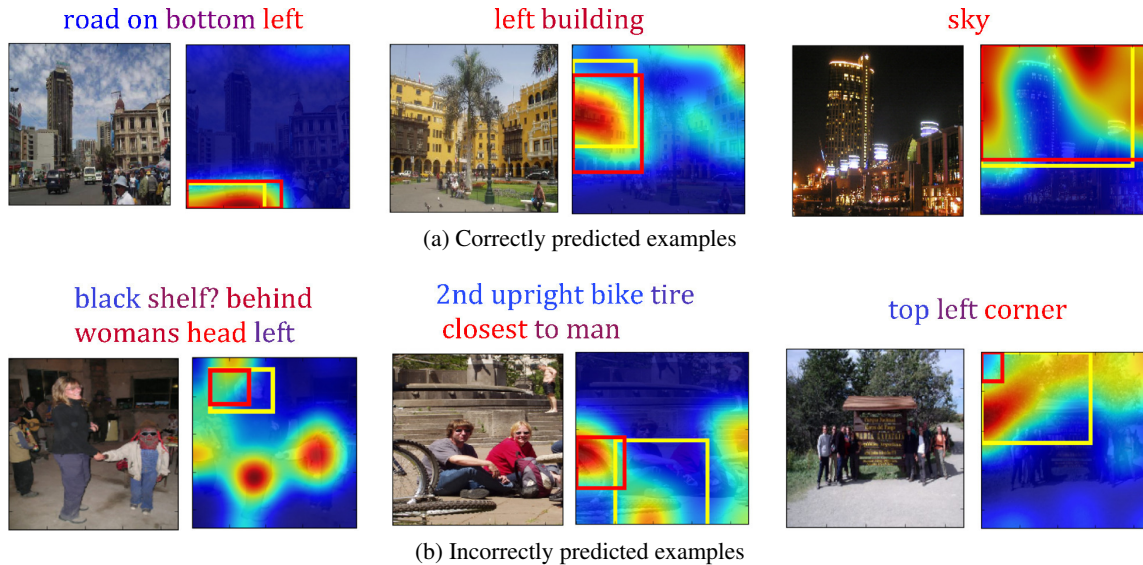 road on bottom left
left building
sky
(a) Correctly predicted examples
black shelf? behind
womans head left
2nd upright bike tire
closest to man
top left corner
(b) Incorrectly predicted examples